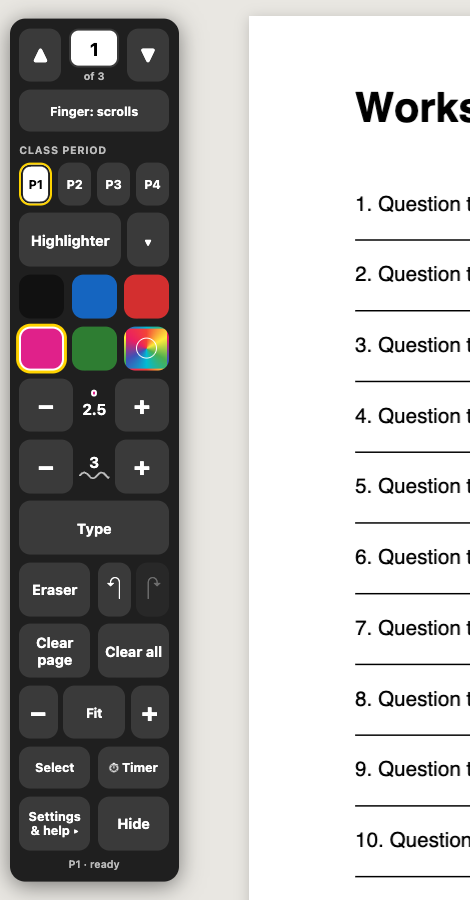 ▲ 1 ▼
of 3
Finger: scrolls
CLASS PERIOD
P1 P2 P3 P4
Highlighter ▾
− 2.5 +
− 3 +
Type
Eraser
Clear page
Clear all
− Fit +
Select
⏱ Timer
Settings & help ▸
Hide
P1 · ready
Works
1. Question t
2. Question t
3. Question t
4. Question t
5. Question t
6. Question t
7. Question t
8. Question t
9. Question t
10. Question